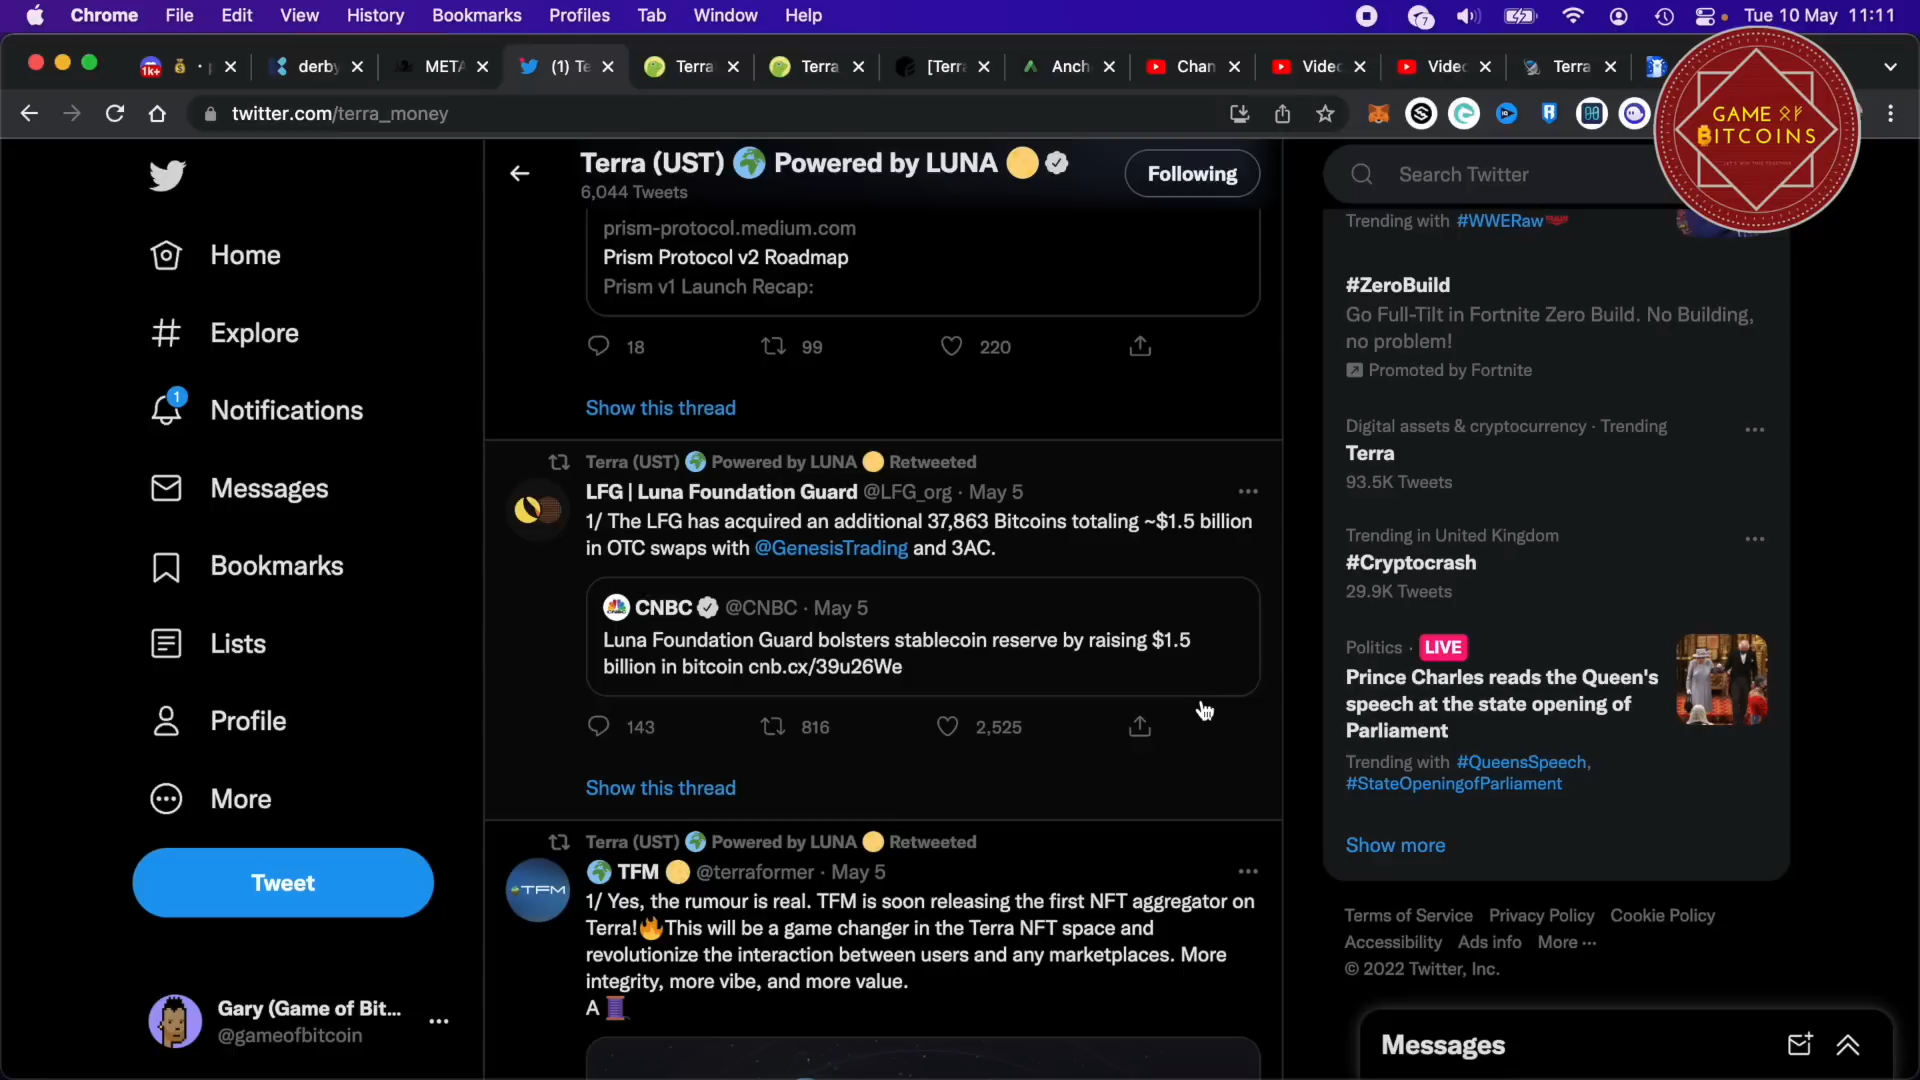 Chrome File Edit View History Bookmarks Profiles Tab Window Help
7
Tue 10 May 11:11
1K+ derby META (1) Te Terra Terra [Terra Anch Chan Video Video Terra
twitter.com/terra_money
GAME OF
BITCOINS
Home
Explore
1
Notifications
Messages
Bookmarks
Lists
Profile
More
Tweet
Gary (Game of Bit...
@gameofbitcoin
Terra (UST) 🌍 Powered by LUNA 🌕
6,044 Tweets
Following
prism-protocol.medium.com
Prism Protocol v2 Roadmap
Prism v1 Launch Recap:
18 99 220
Show this thread
Terra (UST) 🌍 Powered by LUNA 🌕 Retweeted
LFG | Luna Foundation Guard @LFG_org · May 5
1/ The LFG has acquired an additional 37,863 Bitcoins totaling ~$1.5 billion
in OTC swaps with @GenesisTrading and 3AC.
CNBC @CNBC · May 5
Luna Foundation Guard bolsters stablecoin reserve by raising $1.5
billion in bitcoin cnb.cx/39u26We
143 816 2,525
Show this thread
Terra (UST) 🌍 Powered by LUNA 🌕 Retweeted
TFM
🌍 TFM 🌕 @terraformer · May 5
1/ Yes, the rumour is real. TFM is soon releasing the first NFT aggregator on
Terra!🔥This will be a game changer in the Terra NFT space and
revolutionize the interaction between users and any marketplaces. More
integrity, more vibe, and more value.
A 🧵
Search Twitter
Trending with #WWERaw
#ZeroBuild
Go Full-Tilt in Fortnite Zero Build. No Building,
no problem!
Promoted by Fortnite
Digital assets & cryptocurrency · Trending
Terra
93.5K Tweets
Trending in United Kingdom
#Cryptocrash
29.9K Tweets
Politics · LIVE
Prince Charles reads the Queen's
speech at the state opening of
Parliament
Trending with #QueensSpeech,
#StateOpeningofParliament
Show more
Terms of Service Privacy Policy Cookie Policy
Accessibility Ads info More ···
© 2022 Twitter, Inc.
Messages